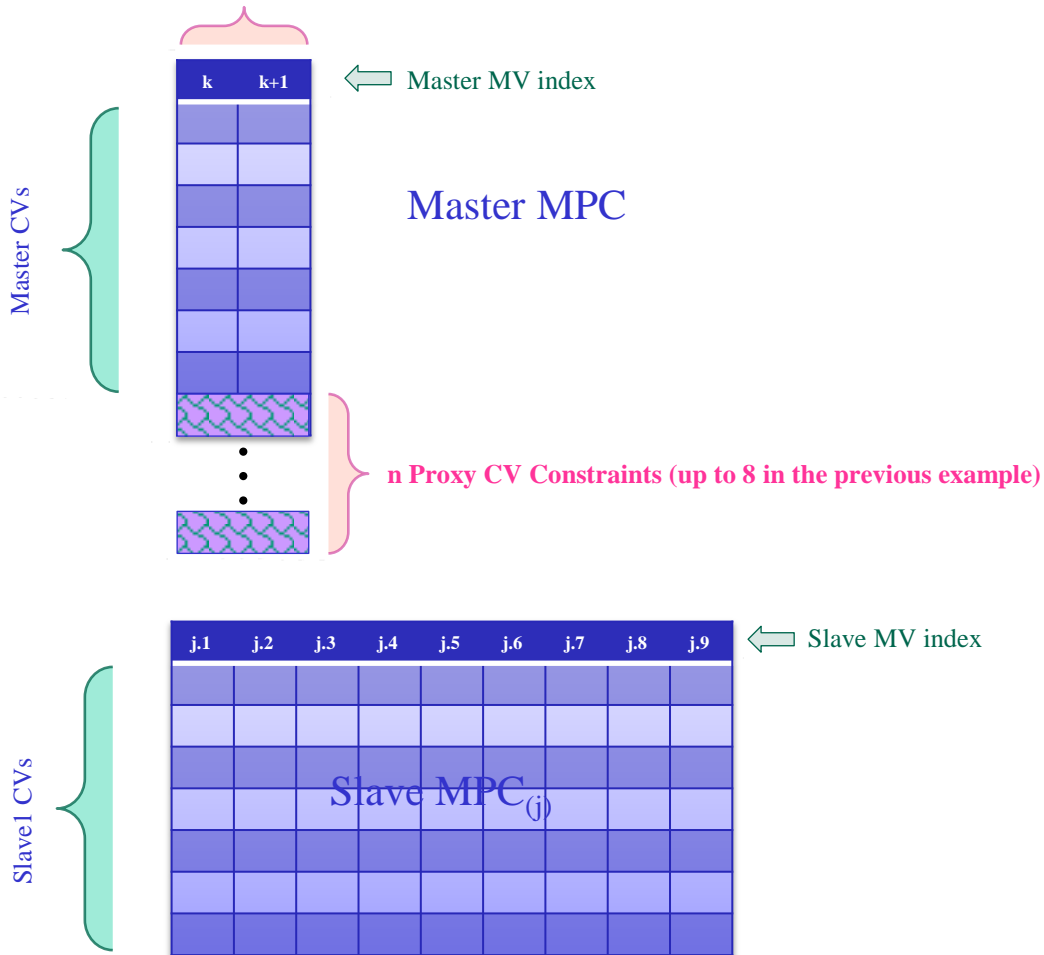 k k+1
Master MV index
Master CVs
Master MPC
n Proxy CV Constraints (up to 8 in the previous example)
j.1 j.2 j.3 j.4 j.5 j.6 j.7 j.8 j.9
Slave MV index
Slave1 CVs
Slave MPC(j)